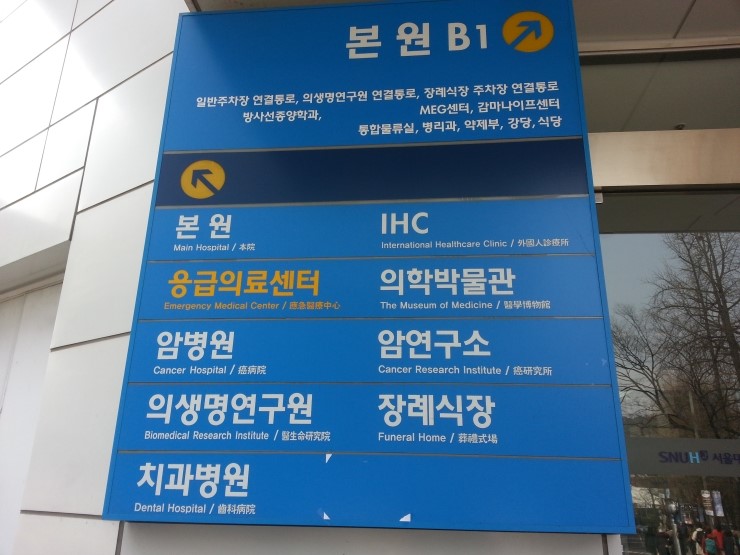 본원 B1
일반주차장 연결통로, 의생명연구원 연결통로, 장례식장 주차장 연결통로
방사선종양학과, MEG센터, 감마나이프센터
통합물류실, 병리과, 약제부, 강당, 식당
본원
Main Hospital / 本院
IHC
International Healthcare Clinic / 外國人診療所
응급의료센터
Emergency Medical Center / 應急醫療中心
의학박물관
The Museum of Medicine / 醫學博物館
암병원
Cancer Hospital / 癌病院
암연구소
Cancer Research Institute / 癌研究所
의생명연구원
Biomedical Research Institute / 醫生命研究院
장례식장
Funeral Home / 葬禮式場
치과병원
Dental Hospital / 齒科病院
SNUH 서울대